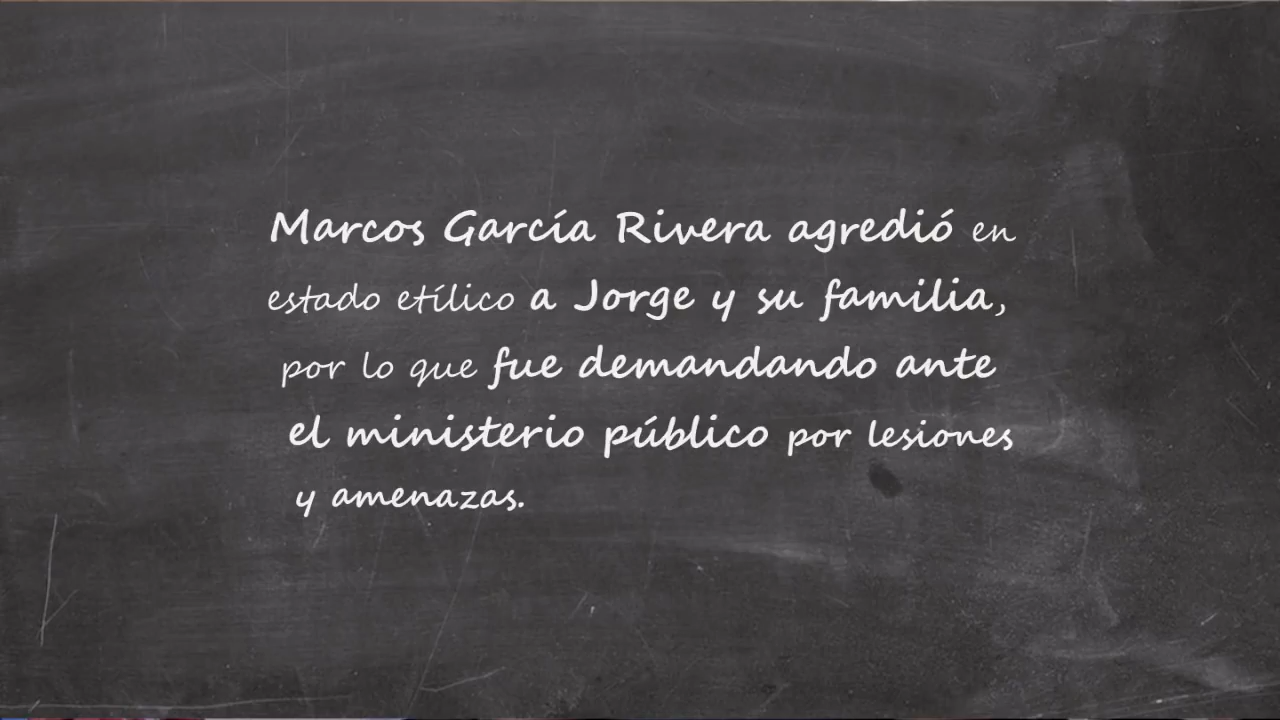 Marcos García Rivera agredió en
estado etílico a Jorge y su familia,
por lo que fue demandando ante
el ministerio público por lesiones
y amenazas.